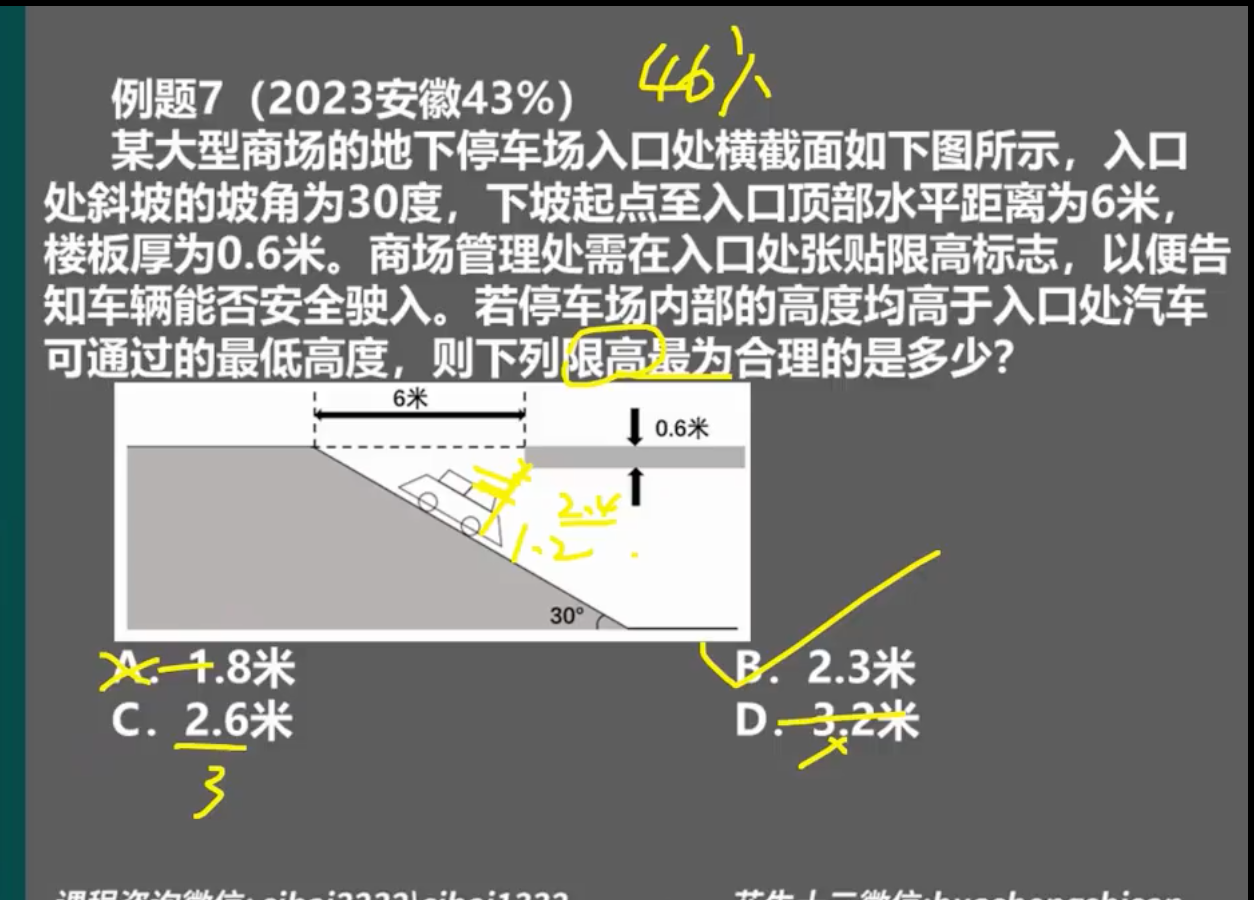 46%
例题7（2023安徽43%）
某大型商场的地下停车场入口处横截面如下图所示，入口
处斜坡的坡角为30度，下坡起点至入口顶部水平距离为6米，
楼板厚为0.6米。商场管理处需在入口处张贴限高标志，以便告
知车辆能否安全驶入。若停车场内部的高度均高于入口处汽车
可通过的最低高度，则下列限高最为合理的是多少？
6米
0.6米
2.4
1.2
30°
A. 1.8米 B. 2.3米
C. 2.6米 D. 3.2米
3